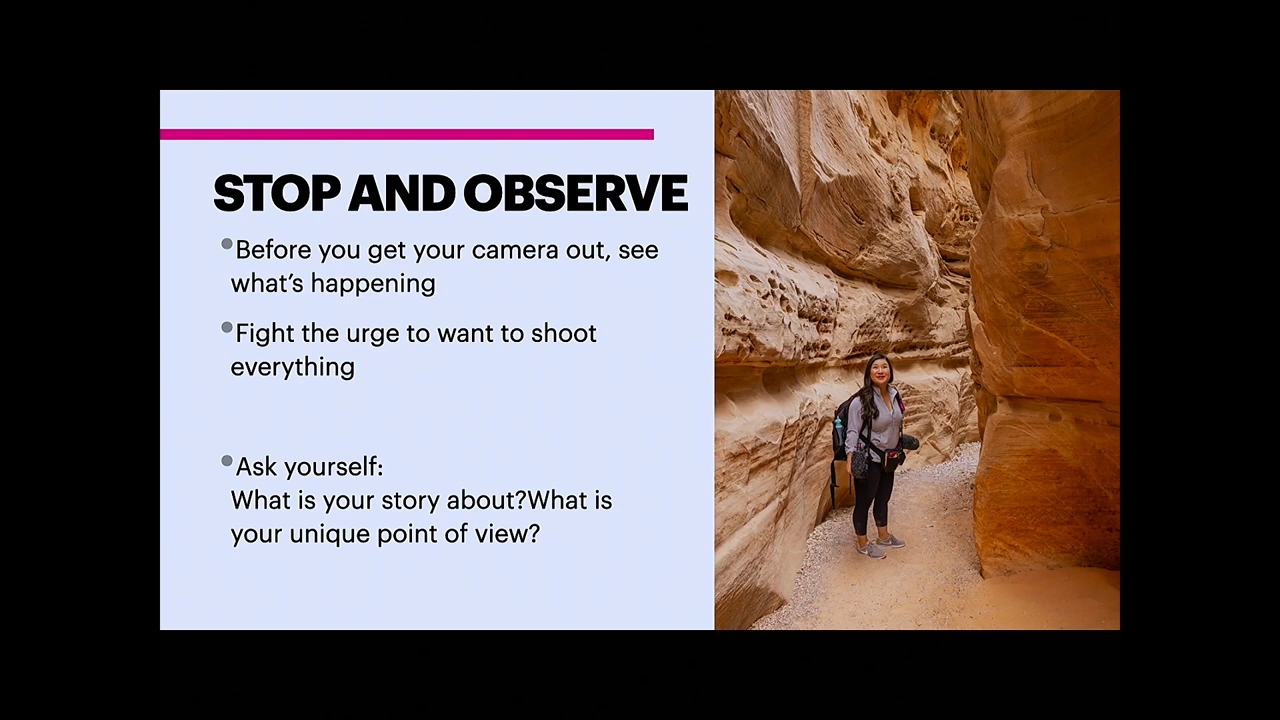 STOP AND OBSERVE
•Before you get your camera out, see
what's happening
•Fight the urge to want to shoot
everything
•Ask yourself:
What is your story about?What is
your unique point of view?